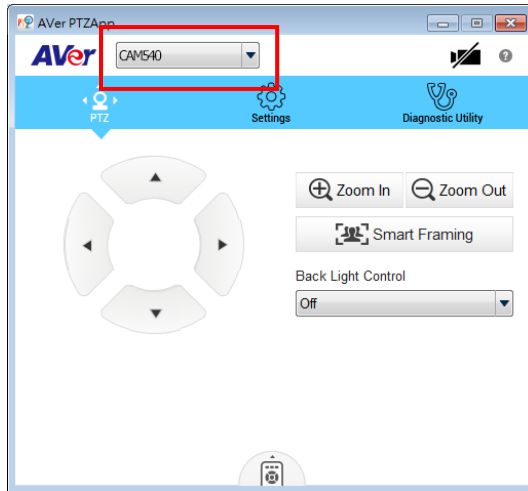 AVer PTZApp
AVer
CAM540
?
PTZ
Settings
Diagnostic Utility
Zoom In
Zoom Out
Smart Framing
Back Light Control
Off